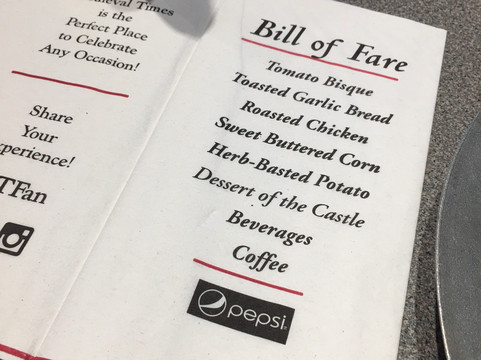 Times
is the
Perfect Place
to Celebrate
Any Occasion!
Share
Your
TFan
Bill of Fare
Tomato Bisque
Toasted Garlic Bread
Roasted Chicken
Sweet Buttered Corn
Herb-Basted Potato
Dessert of the Castle
Beverages
Coffee
pepsi